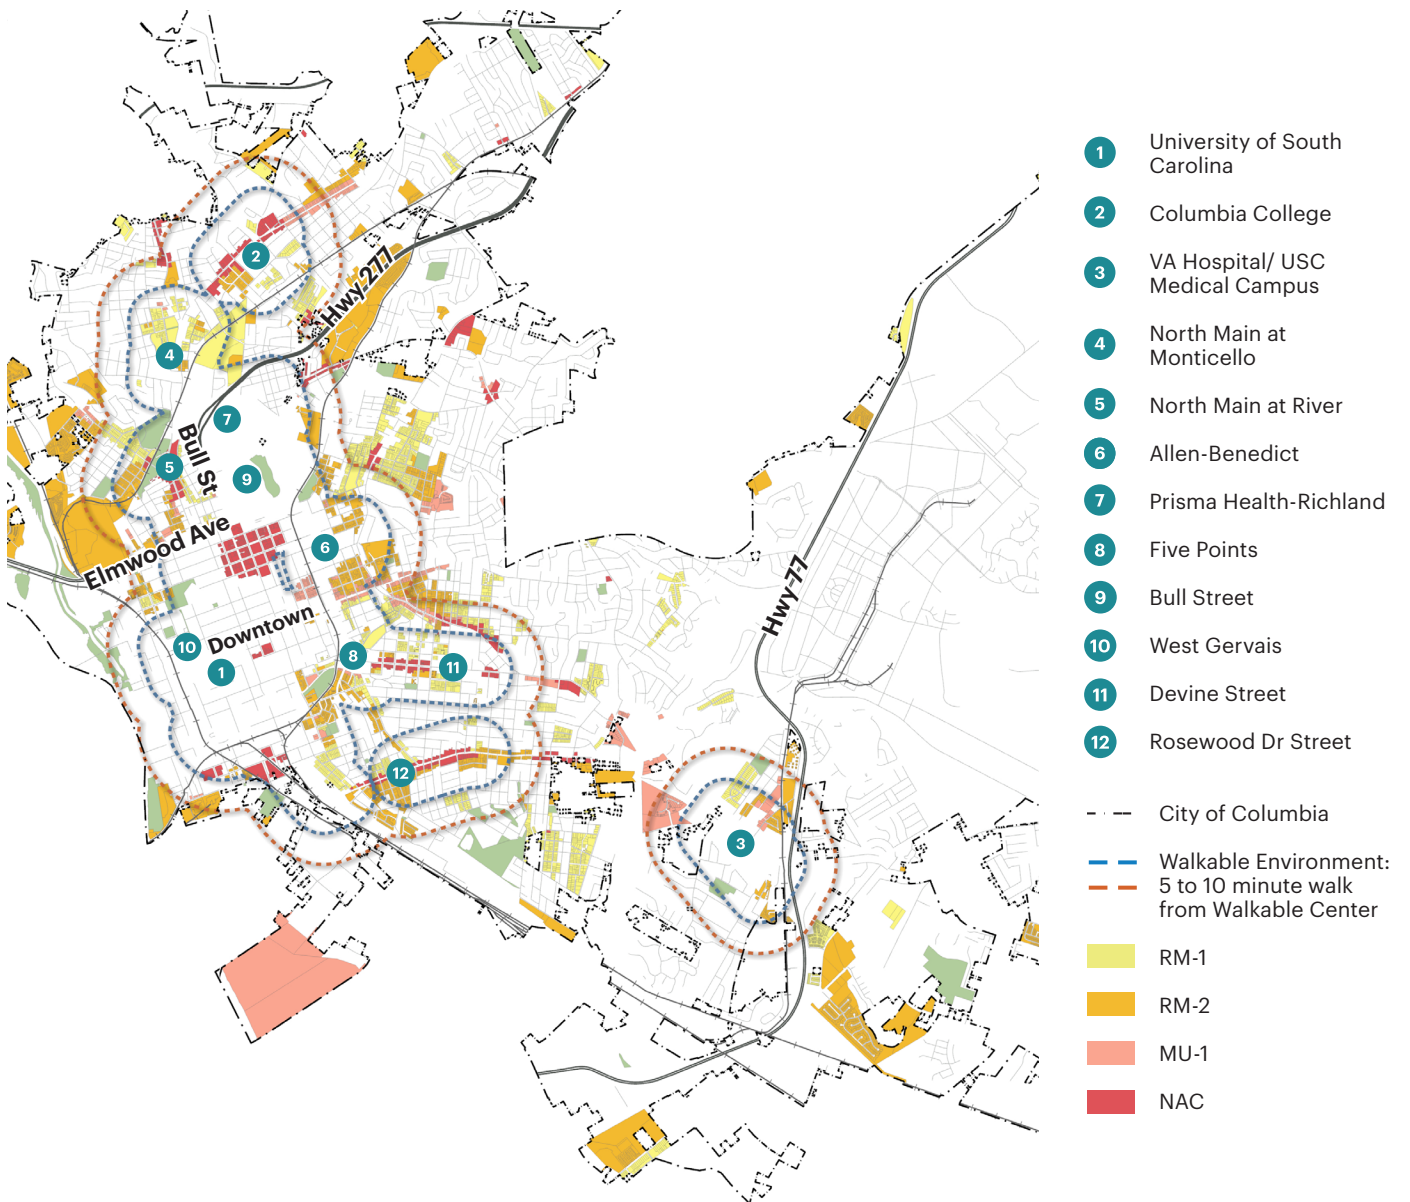 2
Hwy 277
4
7
Bull St
5
9
Elmwood Ave
6
Hwy 77
Downtown
10
8
11
1
12
3
1 University of South
Carolina
2 Columbia College
3 VA Hospital/ USC
Medical Campus
4 North Main at
Monticello
5 North Main at River
6 Allen-Benedict
7 Prisma Health-Richland
8 Five Points
9 Bull Street
10 West Gervais
11 Devine Street
12 Rosewood Dr Street
City of Columbia
Walkable Environment:
5 to 10 minute walk
from Walkable Center
RM-1
RM-2
MU-1
NAC